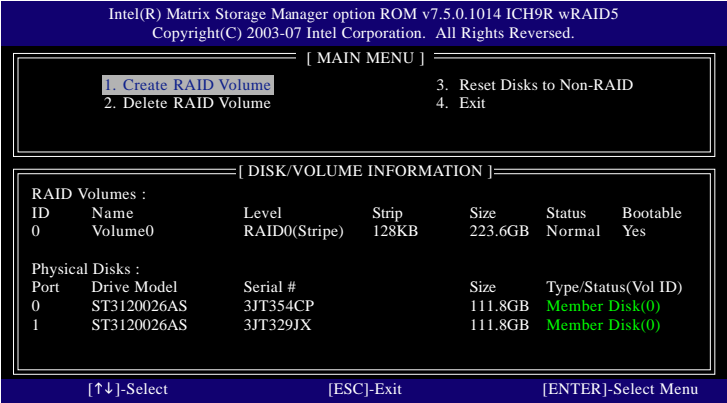 Intel(R) Matrix Storage Manager option ROM v7.5.0.1014 ICH9R wRAID5
Copyright(C) 2003-07 Intel Corporation. All Rights Reversed.
[ MAIN MENU ]
1. Create RAID Volume 3. Reset Disks to Non-RAID
2. Delete RAID Volume 4. Exit
[ DISK/VOLUME INFORMATION ]
RAID Volumes :
ID Name Level Strip Size Status Bootable
0 Volume0 RAID0(Stripe) 128KB 223.6GB Normal Yes
Physical Disks :
Port Drive Model Serial # Size Type/Status(Vol ID)
0 ST3120026AS 3JT354CP 111.8GB Member Disk(0)
1 ST3120026AS 3JT329JX 111.8GB Member Disk(0)
[↑↓]-Select [ESC]-Exit [ENTER]-Select Menu